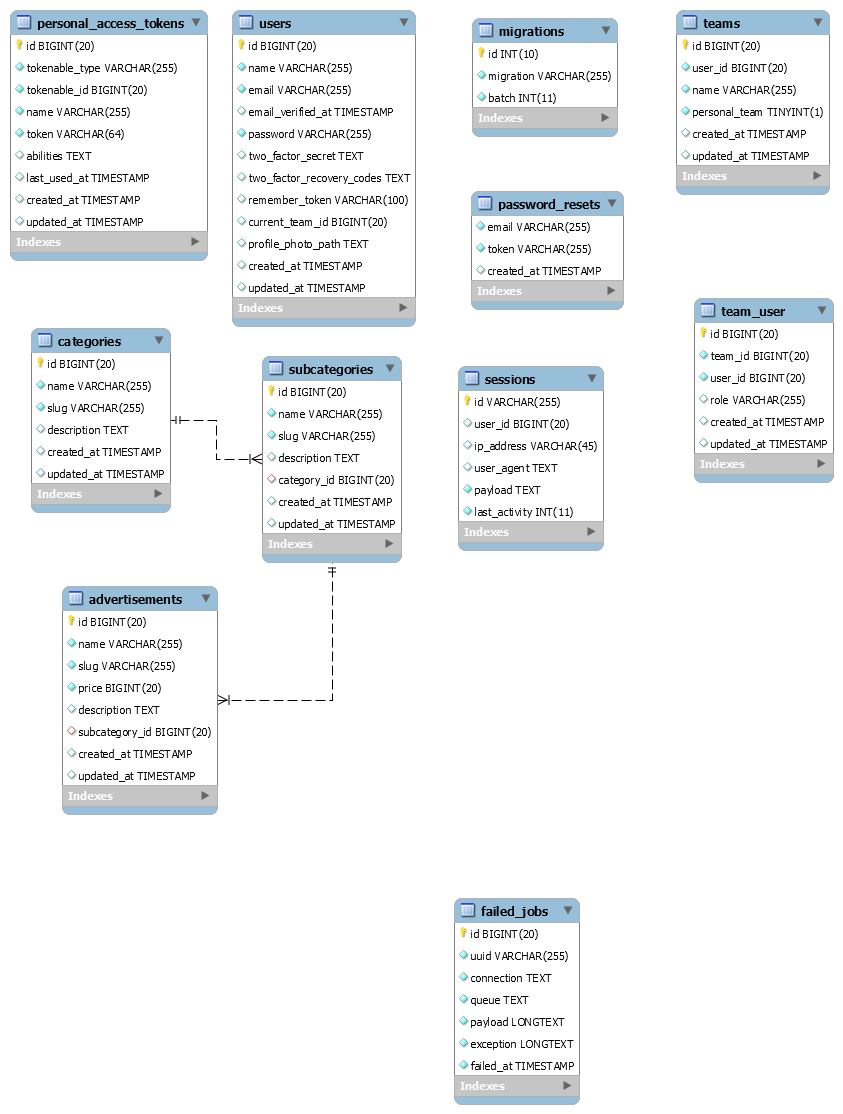 personal_access_tokens
id BIGINT(20)
tokenable_type VARCHAR(255)
tokenable_id BIGINT(20)
name VARCHAR(255)
token VARCHAR(64)
abilities TEXT
last_used_at TIMESTAMP
created_at TIMESTAMP
updated_at TIMESTAMP
Indexes
users
id BIGINT(20)
name VARCHAR(255)
email VARCHAR(255)
email_verified_at TIMESTAMP
password VARCHAR(255)
two_factor_secret TEXT
two_factor_recovery_codes TEXT
remember_token VARCHAR(100)
current_team_id BIGINT(20)
profile_photo_path TEXT
created_at TIMESTAMP
updated_at TIMESTAMP
Indexes
migrations
id INT(10)
migration VARCHAR(255)
batch INT(11)
Indexes
teams
id BIGINT(20)
user_id BIGINT(20)
name VARCHAR(255)
personal_team TINYINT(1)
created_at TIMESTAMP
updated_at TIMESTAMP
Indexes
password_resets
email VARCHAR(255)
token VARCHAR(255)
created_at TIMESTAMP
Indexes
team_user
id BIGINT(20)
team_id BIGINT(20)
user_id BIGINT(20)
role VARCHAR(255)
created_at TIMESTAMP
updated_at TIMESTAMP
Indexes
categories
id BIGINT(20)
name VARCHAR(255)
slug VARCHAR(255)
description TEXT
created_at TIMESTAMP
updated_at TIMESTAMP
Indexes
subcategories
id BIGINT(20)
name VARCHAR(255)
slug VARCHAR(255)
description TEXT
category_id BIGINT(20)
created_at TIMESTAMP
updated_at TIMESTAMP
Indexes
sessions
id VARCHAR(255)
user_id BIGINT(20)
ip_address VARCHAR(45)
user_agent TEXT
payload TEXT
last_activity INT(11)
Indexes
advertisements
id BIGINT(20)
name VARCHAR(255)
slug VARCHAR(255)
price BIGINT(20)
description TEXT
subcategory_id BIGINT(20)
created_at TIMESTAMP
updated_at TIMESTAMP
Indexes
failed_jobs
id BIGINT(20)
uuid VARCHAR(255)
connection TEXT
queue TEXT
payload LONGTEXT
exception LONGTEXT
failed_at TIMESTAMP
Indexes